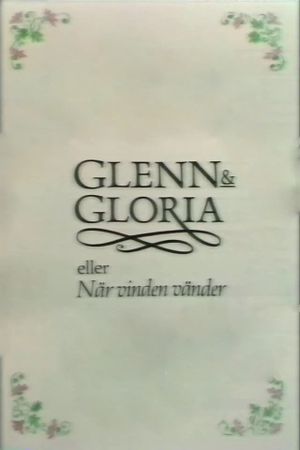 GLENN &
GLORIA
eller
När vinden vänder